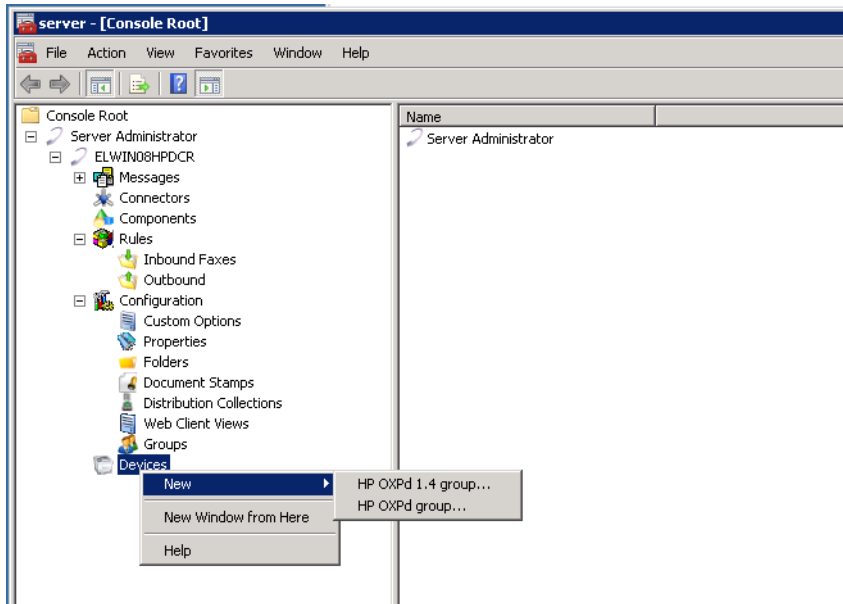 server - [Console Root]
File Action View Favorites Window Help
Console Root
Server Administrator
ELWIN08HPDCR
Messages
Connectors
Components
Rules
Inbound Faxes
Outbound
Configuration
Custom Options
Properties
Folders
Document Stamps
Distribution Collections
Web Client Views
Groups
Devices
New
New Window from Here
Help
HP OXPd 1.4 group...
HP OXPd group...
Name
Server Administrator